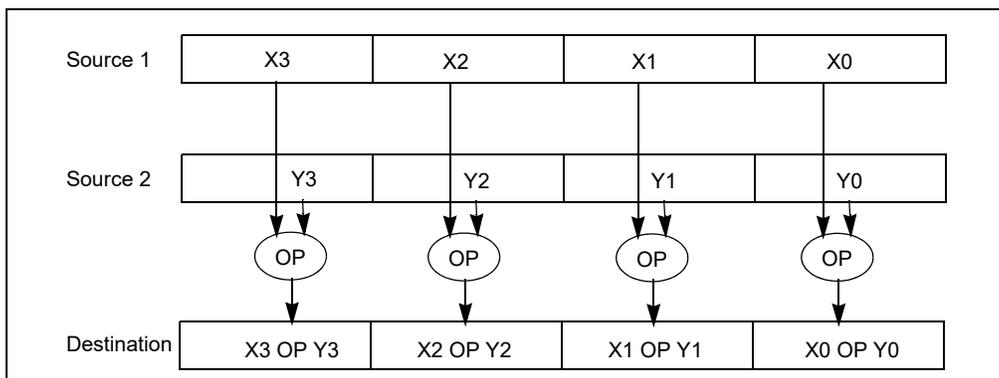 Source 1 X3 X2 X1 X0
Source 2 Y3 Y2 Y1 Y0
OP OP OP OP
Destination X3 OP Y3 X2 OP Y2 X1 OP Y1 X0 OP Y0